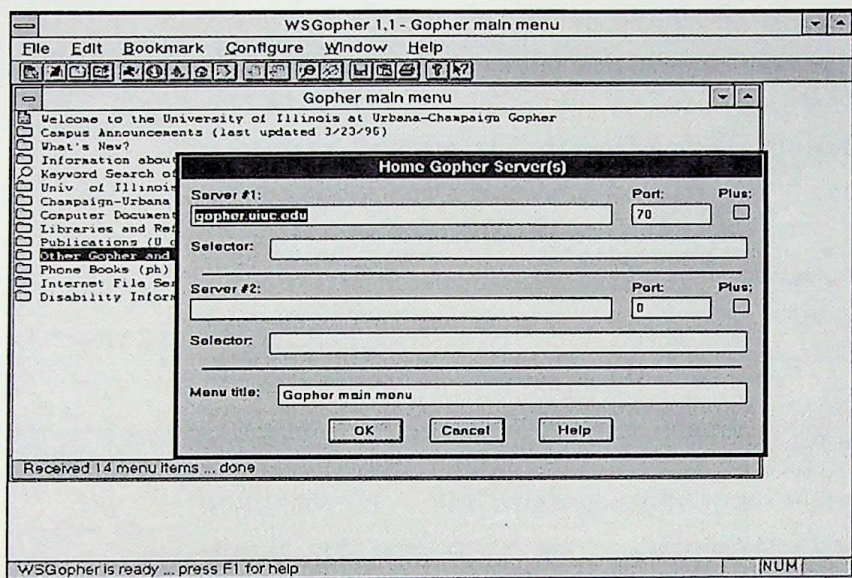 WSGopher 1.1 - Gopher main menu
File Edit Bookmark Configure Window Help
Gopher main menu
Welcome to the University of Illinois at Urbana-Champaign Gopher
Campus Announcements (last updated 3/23/96)
What's New?
Information about
Keyword Search of
Univ of Illinois
Champaign-Urbana
Computer Document
Libraries and Ref
Publications (U o
Other Gopher and
Phone Books (ph)
Internet File Ser
Disability Inform
Home Gopher Server(s)
Server #1: Port: Plus:
gopher.uiuc.edu 70
Selector:
Server #2: Port: Plus:
0
Selector:
Menu title: Gopher main menu
OK Cancel Help
Received 14 menu items ... done
WSGopher is ready ... press F1 for help NUM